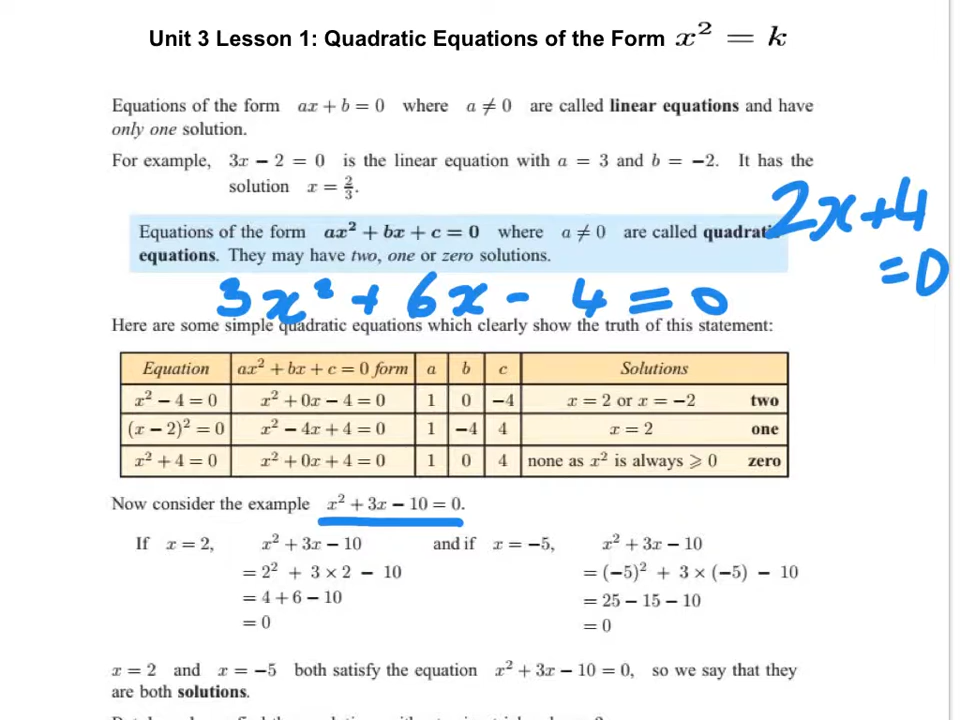 Unit 3 Lesson 1: Quadratic Equations of the Form x² = k
Equations of the form ax + b = 0 where a ≠ 0 are called linear equations and have
only one solution.
For example, 3x − 2 = 0 is the linear equation with a = 3 and b = −2. It has the
solution x = 2/3.
2x+4
=0
Equations of the form ax² + bx + c = 0 where a ≠ 0 are called quadratic
equations. They may have two, one or zero solutions.
3x² + 6x − 4 = 0
Here are some simple quadratic equations which clearly show the truth of this statement:
Equation ax² + bx + c = 0 form a b c Solutions
x² − 4 = 0 x² + 0x − 4 = 0 1 0 −4 x = 2 or x = −2 two
(x − 2)² = 0 x² − 4x + 4 = 0 1 −4 4 x = 2 one
x² + 4 = 0 x² + 0x + 4 = 0 1 0 4 none as x² is always ⩾ 0 zero
Now consider the example x² + 3x − 10 = 0.
If x = 2, x² + 3x − 10 and if x = −5, x² + 3x − 10
= 2² + 3 × 2 − 10 = (−5)² + 3 × (−5) − 10
= 4 + 6 − 10 = 25 − 15 − 10
= 0 = 0
x = 2 and x = −5 both satisfy the equation x² + 3x − 10 = 0, so we say that they
are both solutions.